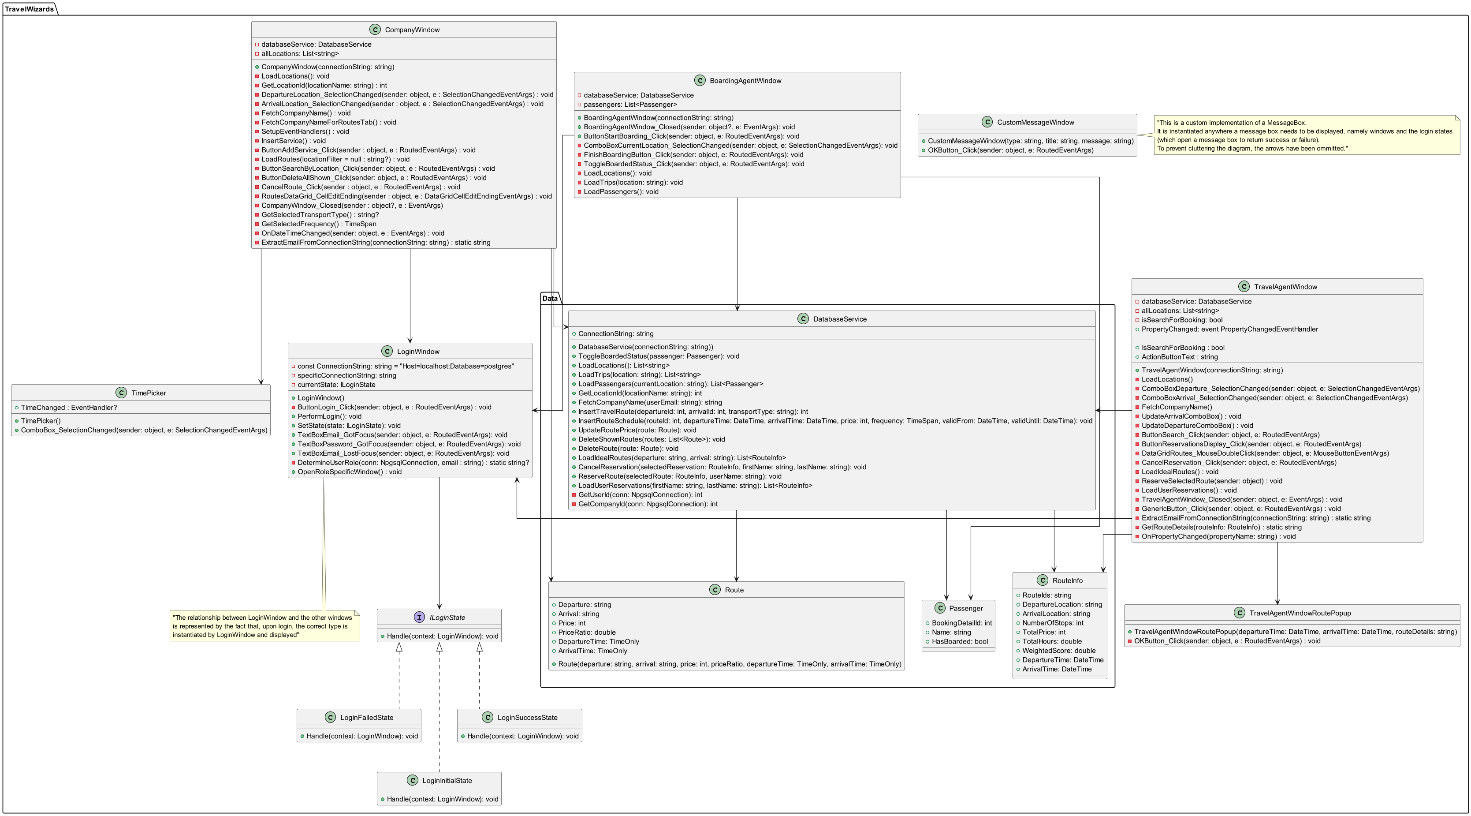 TravelWizards
C CompanyWindow
databaseService: DatabaseService
allLocations: List<string>
CompanyWindow(connectionString: string)
LoadLocations(): void
GetLocationId(locationName: string) : int
DepartureLocation_SelectionChanged(sender: object, e : SelectionChangedEventArgs) : void
ArrivalLocation_SelectionChanged(sender : object, e : SelectionChangedEventArgs) : void
FetchCompanyName() : void
FetchCompanyNameForRoutesTab() : void
SetupEventHandlers() : void
InsertService() : void
ButtonAddService_Click(sender : object, e : RoutedEventArgs) : void
LoadRoutes(locationFilter = null : string?) : void
ButtonSearchByLocation_Click(sender : object, e : RoutedEventArgs) : void
ButtonDeleteAllShown_Click(sender : object, e : RoutedEventArgs) : void
CancelRoute_Click(sender : object, e : RoutedEventArgs) : void
RoutesDataGrid_CellEditEnding(sender : object, e : DataGridCellEditEndingEventArgs) : void
CompanyWindow_Closed(sender : object?, e : EventArgs)
GetSelectedTransportType() : string?
GetSelectedFrequency() : TimeSpan
OnDateTimeChanged(sender: object, e : EventArgs) : void
ExtractEmailFromConnectionString(connectionString: string) : static string
C BoardingAgentWindow
databaseService: DatabaseService
passengers: List<Passenger>
BoardingAgentWindow(connectionString: string)
BoardingAgentWindow_Closed(sender: object?, e: EventArgs): void
ButtonStartBoarding_Click(sender: object, e: RoutedEventArgs): void
ComboBoxCurrentLocation_SelectionChanged(sender: object, e: SelectionChangedEventArgs): void
FinishBoardingButton_Click(sender: object, e: RoutedEventArgs): void
ToggleBoardedStatus_Click(sender: object, e: RoutedEventArgs): void
LoadLocations(): void
LoadTrips(location: string): void
LoadPassengers(): void
C CustomMessageWindow
CustomMessageWindow(type: string, title: string, message: string)
OKButton_Click(sender: object, e: RoutedEventArgs)
"This is a custom implementation of a MessageBox.
It is instantiated anywhere a message box needs to be displayed, namely windows and the login states
(which open a message box to return success or failure).
To prevent cluttering the diagram, the arrows have been ommitted."
C TravelAgentWindow
databaseService: DatabaseService
allLocations: List<string>
isSearchForBooking: bool
PropertyChanged: event PropertyChangedEventHandler
IsSearchForBooking : bool
ActionButtonText : string
TravelAgentWindow(connectionString: string)
LoadLocations()
ComboBoxDeparture_SelectionChanged(sender: object, e: SelectionChangedEventArgs)
ComboBoxArrival_SelectionChanged(sender: object, e: SelectionChangedEventArgs)
FetchCompanyName()
UpdateArrivalComboBox() : void
UpdateDepartureComboBox() : void
ButtonSearch_Click(sender: object, e: RoutedEventArgs)
ButtonReservationsDisplay_Click(sender: object, e: RoutedEventArgs)
DataGridRoutes_MouseDoubleClick(sender: object, e: MouseButtonEventArgs)
CancelReservation_Click(sender: object, e: RoutedEventArgs)
LoadIdealRoutes() : void
ReserveSelectedRoute(sender: object) : void
LoadUserReservations() : void
TravelAgentWindow_Closed(sender: object, e: EventArgs) : void
GenericButton_Click(sender: object, e: RoutedEventArgs) : void
ExtractEmailFromConnectionString(connectionString: string) : static string
GetRouteDetails(routeInfo: RouteInfo) : static string
OnPropertyChanged(propertyName: string) : void
Data
C DatabaseService
ConnectionString: string
DatabaseService(connectionString: string))
ToggleBoardedStatus(passenger: Passenger): void
LoadLocations(): List<string>
LoadTrips(location: string): List<string>
LoadPassengers(currentLocation: string): List<Passenger>
GetLocationId(locationName: string): int
FetchCompanyName(userEmail: string): string
InsertTravelRoute(departureId: int, arrivalId: int, transportType: string): int
InsertRouteSchedule(routeId: int, departureTime: DateTime, arrivalTime: DateTime, price: int, frequency: TimeSpan, validFrom: DateTime, validUntil: DateTime): void
UpdateRoutePrice(route: Route): void
DeleteShownRoutes(routes: List<Route>): void
DeleteRoute(route: Route): void
LoadIdealRoutes(departure: string, arrival: string): List<RouteInfo>
CancelReservation(selectedReservation: RouteInfo, firstName: string, lastName: string): void
ReserveRoute(selectedRoute: RouteInfo, userName: string): void
LoadUserReservations(firstName: string, lastName: string): List<RouteInfo>
GetUserId(conn: NpgsqlConnection): int
GetCompanyId(conn: NpgsqlConnection): int
C LoginWindow
const ConnectionString: string = "Host=localhost;Database=postgres"
specificConnectionString: string
currentState: ILoginState
LoginWindow()
ButtonLogin_Click(sender: object, e : RoutedEventArgs) : void
PerformLogin(): void
SetState(state: ILoginState): void
TextBoxEmail_GotFocus(sender: object, e: RoutedEventArgs): void
TextBoxPassword_GotFocus(sender: object, e: RoutedEventArgs): void
TextBoxEmail_LostFocus(sender: object, e: RoutedEventArgs): void
DetermineUserRole(conn: NpgsqlConnection, email : string) : static string?
OpenRoleSpecificWindow() : void
C TimePicker
TimeChanged : EventHandler?
TimePicker()
ComboBox_SelectionChanged(sender: object, e: SelectionChangedEventArgs)
"The relationship between LoginWindow and the other windows
is represented by the fact that, upon login, the correct type is
instantiated by LoginWindow and displayed"
I ILoginState
Handle(context: LoginWindow): void
C Route
Departure: string
Arrival: string
Price: int
PriceRatio: double
DepartureTime: TimeOnly
ArrivalTime: TimeOnly
Route(departure: string, arrival: string, price: int, priceRatio, departureTime: TimeOnly, arrivalTime: TimeOnly)
C Passenger
BookingDetailId: int
Name: string
HasBoarded: bool
C RouteInfo
RouteIds: string
DepartureLocation: string
ArrivalLocation: string
NumberOfStops: int
TotalPrice: int
TotalHours: double
WeightedScore: double
DepartureTime: DateTime
ArrivalTime: DateTime
C TravelAgentWindowRoutePopup
TravelAgentWindowRoutePopup(departureTime: DateTime, arrivalTime: DateTime, routeDetails: string)
OKButton_Click(sender: object, e : RoutedEventArgs) : void
C LoginFailedState
Handle(context: LoginWindow): void
C LoginSuccessState
Handle(context: LoginWindow): void
C LoginInitialState
Handle(context: LoginWindow): void